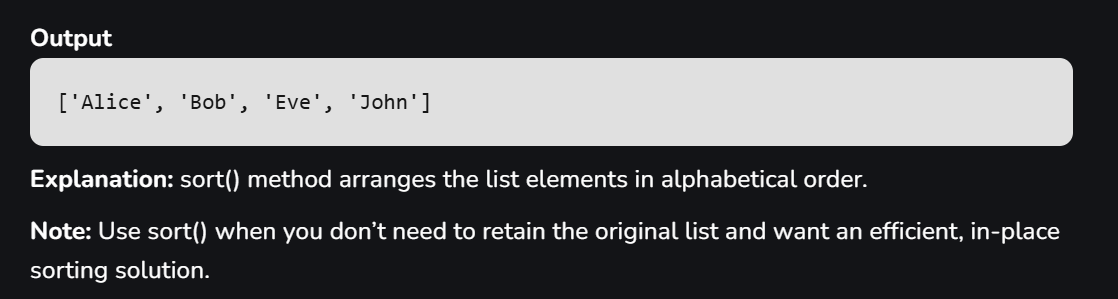 Output
['Alice', 'Bob', 'Eve', 'John']
Explanation: sort() method arranges the list elements in alphabetical order.
Note: Use sort() when you don’t need to retain the original list and want an efficient, in-place
sorting solution.